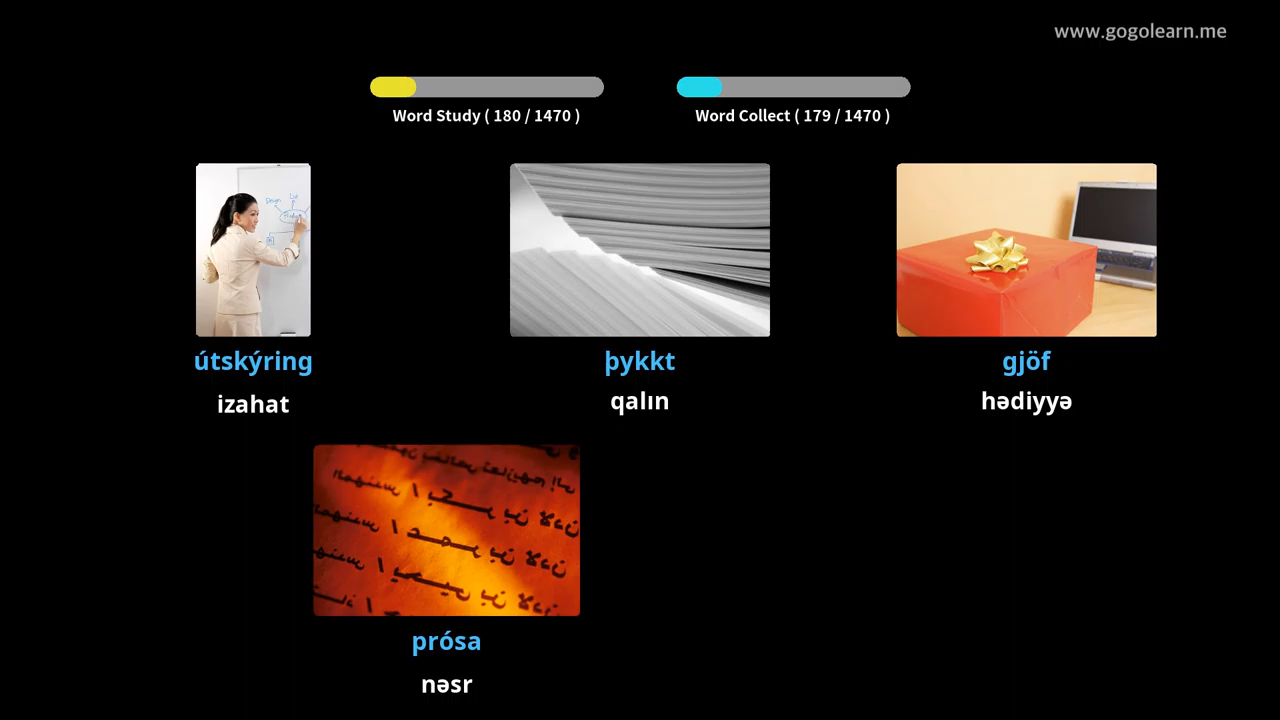 www.gogolearn.me
Word Study ( 180 / 1470 )
Word Collect ( 179 / 1470 )
útskýring
þykkt
gjöf
izahat
qalın
hədiyyə
prósa
nəsr